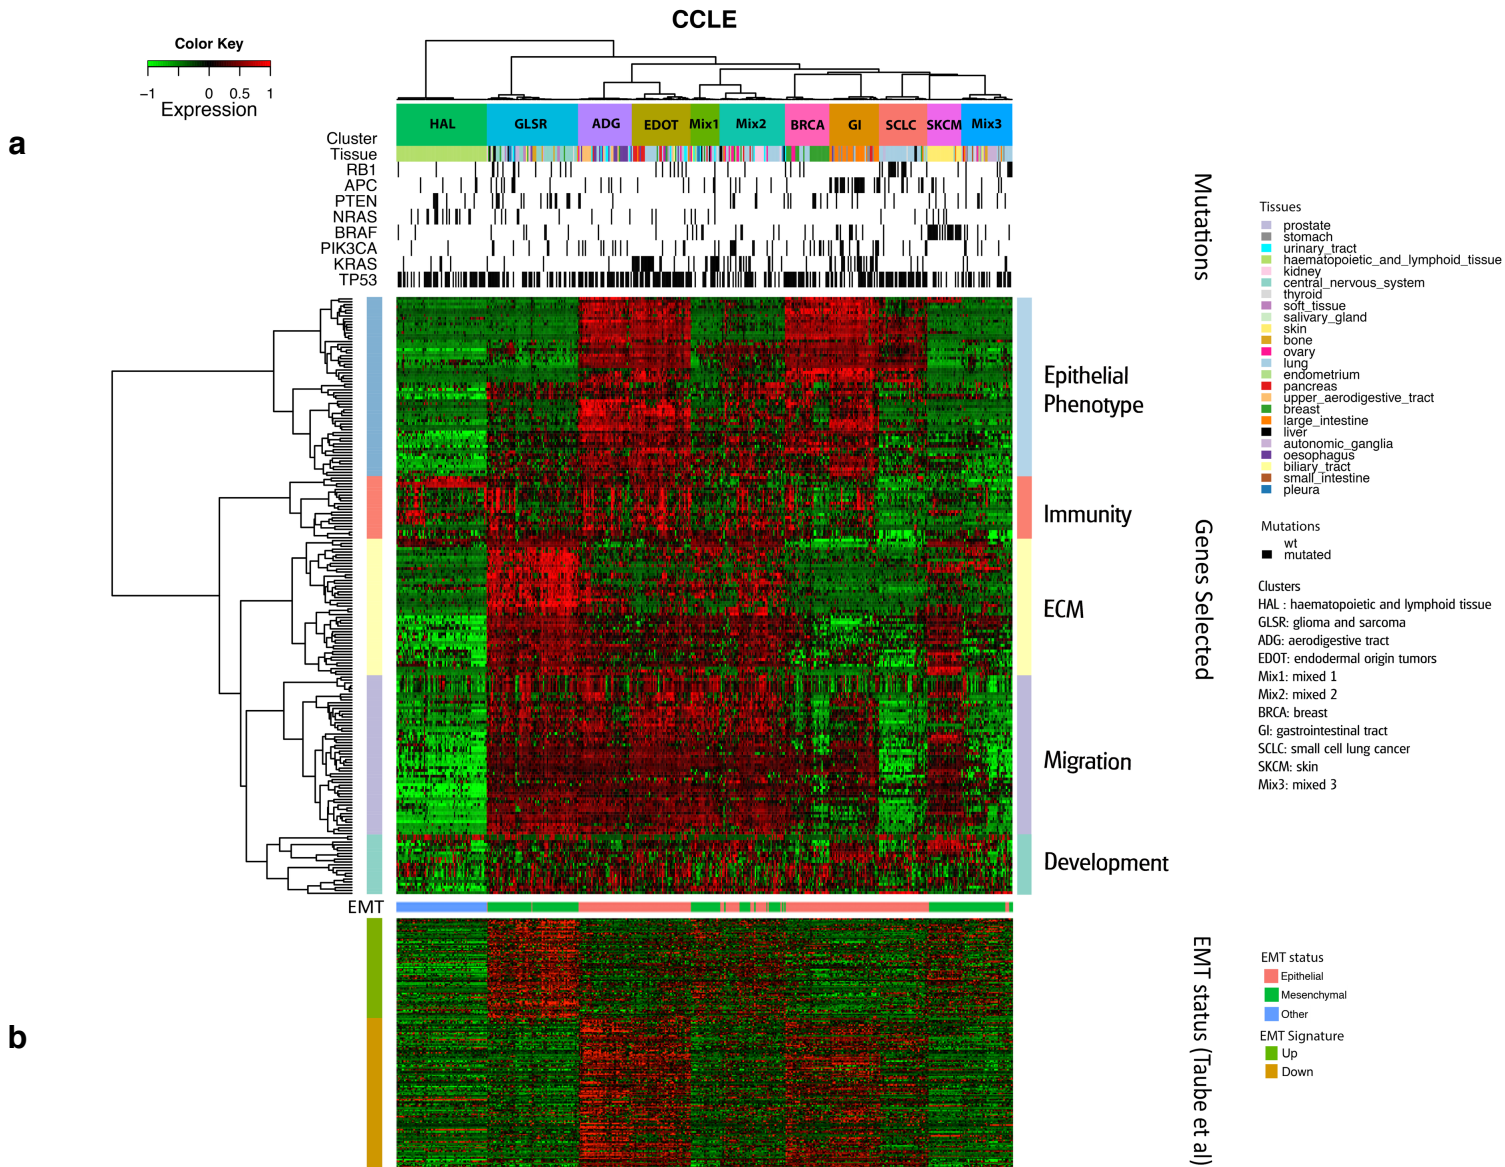 CCLE
Color Key
−1 0 0.5 1
Expression
a
HAL GLSR ADG EDOT Mix1 Mix2 BRCA GI SCLC SKCM Mix3
Cluster
Tissue
RB1
APC
PTEN
NRAS
BRAF
PIK3CA
KRAS
TP53
Mutations
Tissues
prostate
stomach
urinary_tract
haematopoietic_and_lymphoid_tissue
kidney
central_nervous_system
thyroid
soft_tissue
salivary_gland
skin
bone
ovary
lung
endometrium
pancreas
upper_aerodigestive_tract
breast
large_intestine
liver
autonomic_ganglia
oesophagus
biliary_tract
small_intestine
pleura
Epithelial
Phenotype
Immunity
ECM
Migration
Development
Genes Selected
Mutations
wt
mutated
Clusters
HAL : haematopoietic and lymphoid tissue
GLSR: glioma and sarcoma
ADG: aerodigestive tract
EDOT: endodermal origin tumors
Mix1: mixed 1
Mix2: mixed 2
BRCA: breast
GI: gastrointestinal tract
SCLC: small cell lung cancer
SKCM: skin
Mix3: mixed 3
EMT
b
EMT status (Taube et al)
EMT status
Epithelial
Mesenchymal
Other
EMT Signature
Up
Down